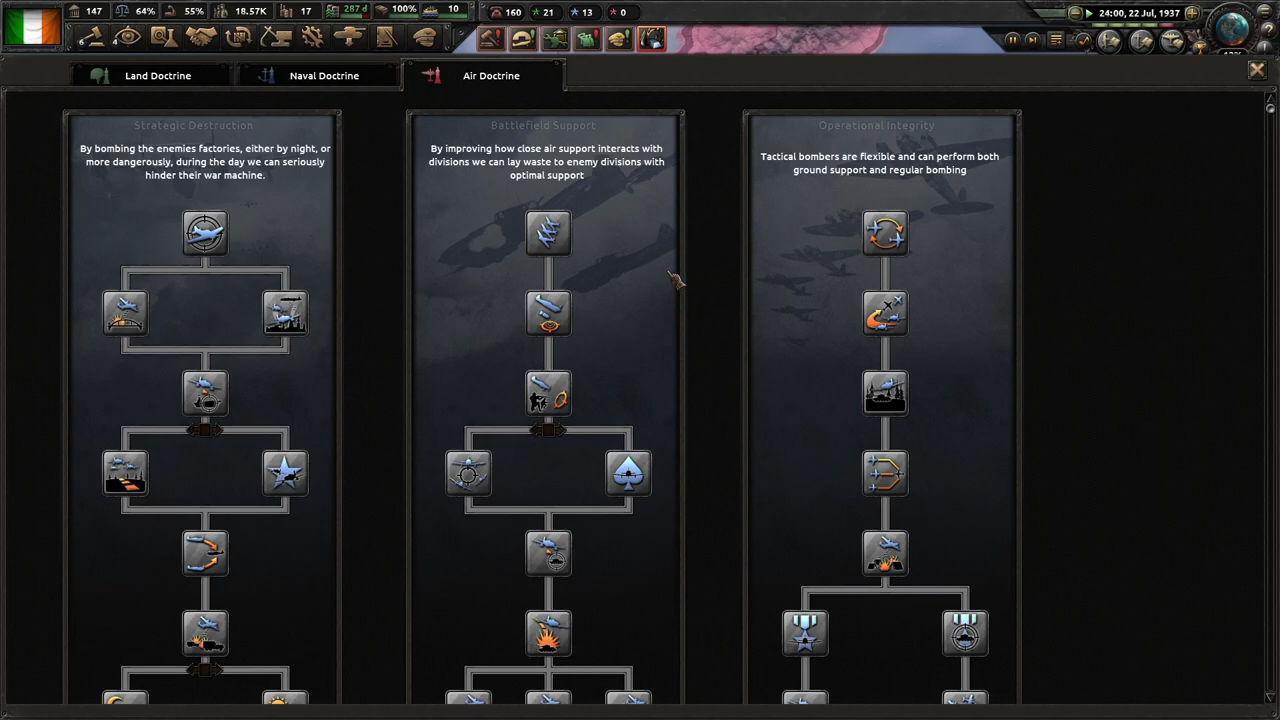 147 64% 55% 18.57K 17 287 d 100% 10 160 21 13 0 24:00, 22 Jul, 1937
Land Doctrine Naval Doctrine Air Doctrine
Strategic Destruction
By bombing the enemies factories, either by night, or
more dangerously, during the day we can seriously
hinder their war machine.
Battlefield Support
By improving how close air support interacts with
divisions we can lay waste to enemy divisions with
optimal support
Operational Integrity
Tactical bombers are flexible and can perform both
ground support and regular bombing